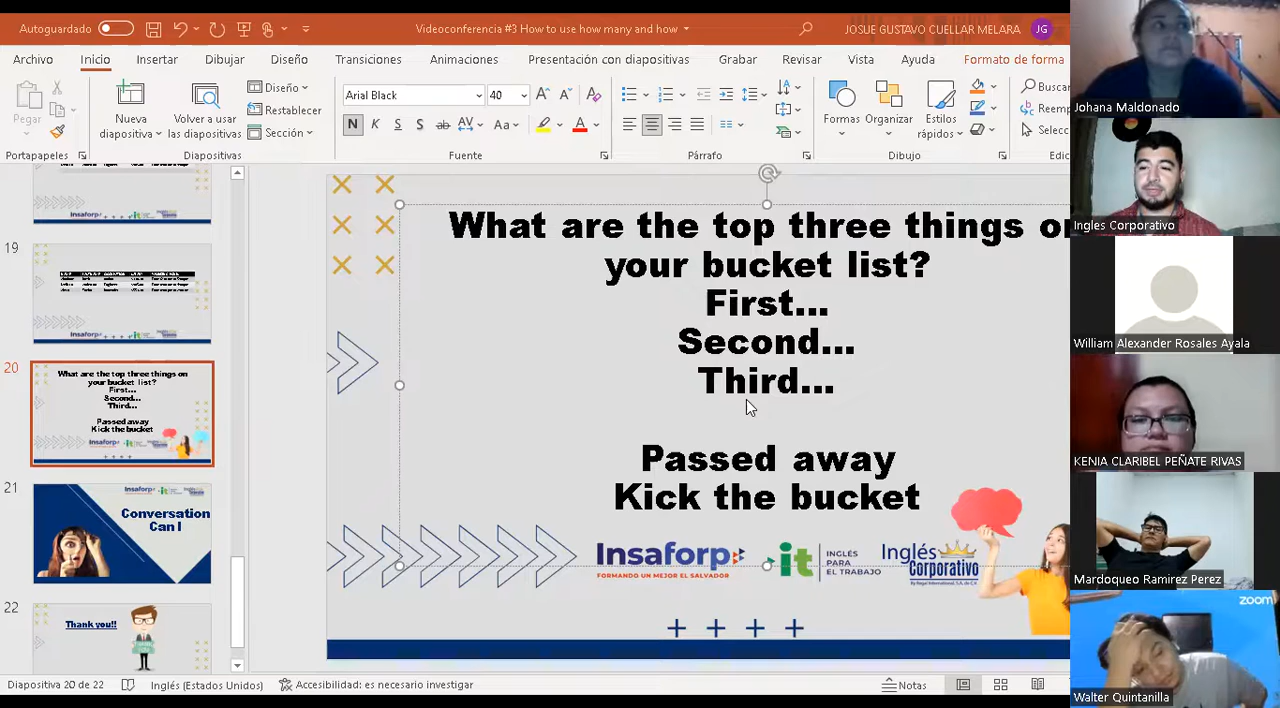 Autoguardado
Videoconferencia #3 How to use how many and how
JOSUE GUSTAVO CUELLAR MELARA
JG
Archivo Inicio Insertar Dibujar Diseño Transiciones Animaciones Presentación con diapositivas Grabar Revisar Vista Ayuda Formato de forma
Pegar
Nueva diapositiva
Volver a usar las diapositivas
Diseño
Restablecer
Sección
Arial Black 40
N K S S ab AV Aa A
Buscar
Formas Organizar Estilos rápidos
Portapapeles Diapositivas Fuente Párrafo Dibujo
19
20
What are the top three things on
your bucket list?
First...
Second...
Third...
Passed away
Kick the bucket
21
Conversation
Can I
22
Thank you!!
What are the top three things
your bucket list?
First...
Second...
Third...
Passed away
Kick the bucket
Insaforp
FORMANDO UN MEJOR EL SALVADOR
it INGLÉS PARA EL TRABAJO
Inglés Corporativo
Diapositiva 20 de 22
Inglés (Estados Unidos)
Accesibilidad: es necesario investigar
Notas
Johana Maldonado
Ingles Corporativo
William Alexander Rosales Ayala
KENIA CLARIBEL PEÑATE RIVAS
Mardoqueo Ramirez Perez
zoom
Walter Quintanilla